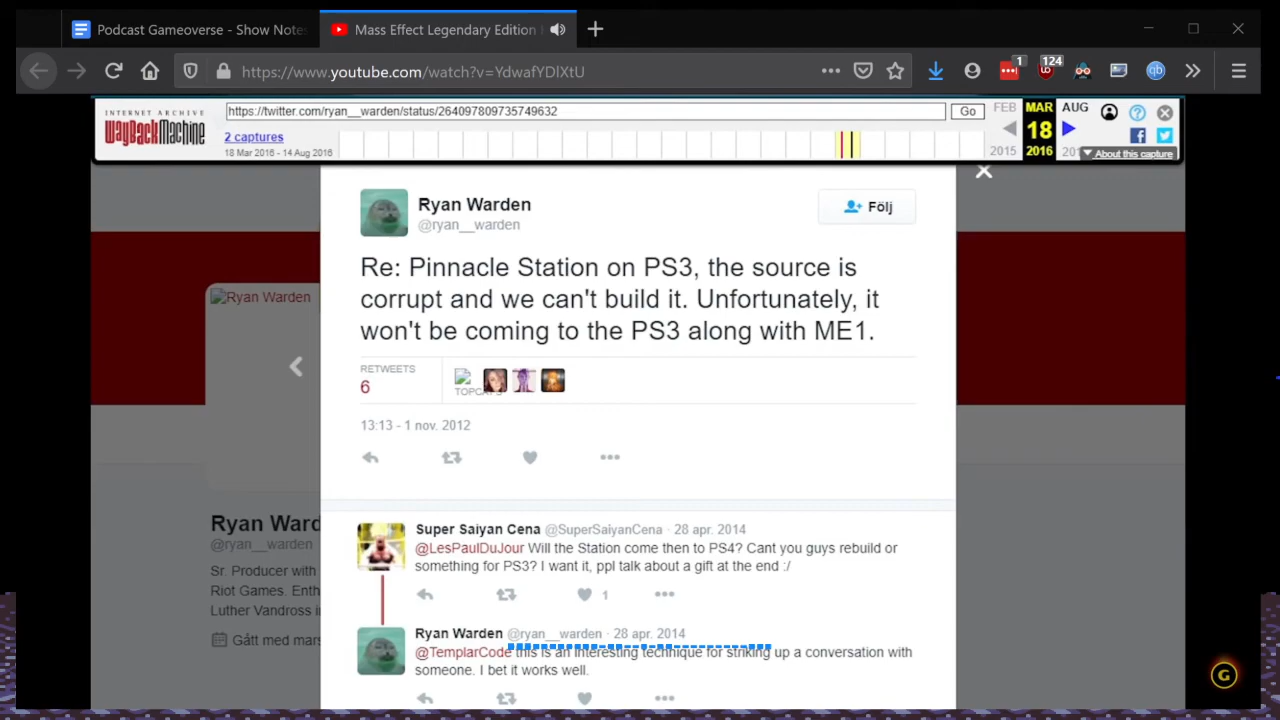 Podcast Gameoverse - Show Notes
Mass Effect Legendary Edition
https://www.youtube.com/watch?v=YdwafYDlXtU
1
124
INTERNET ARCHIVE
WayBackMachine
https://twitter.com/ryan__warden/status/264097809735749632
Go
FEB
MAR
AUG
2 captures
18
18 Mar 2016 - 14 Aug 2016
2015
2016
About this capture
Ryan Warden
@ryan__warden
Följ
Re: Pinnacle Station on PS3, the source is
corrupt and we can't build it. Unfortunately, it
won't be coming to the PS3 along with ME1.
Ryan Warden
RETWEETS
6
13:13 - 1 nov. 2012
Super Saiyan Cena @SuperSaiyanCena · 28 apr. 2014
@LesPaulDuJour Will the Station come then to PS4? Cant you guys rebuild or
something for PS3? I want it, ppl talk about a gift at the end :/
1
Ryan Ward
@ryan__warden
Sr. Producer with
Riot Games. Enth
Luther Vandross i
Gått med mars
Ryan Warden @ryan__warden · 28 apr. 2014
@TemplarCode this is an interesting technique for striking up a conversation with
someone. I bet it works well.
G